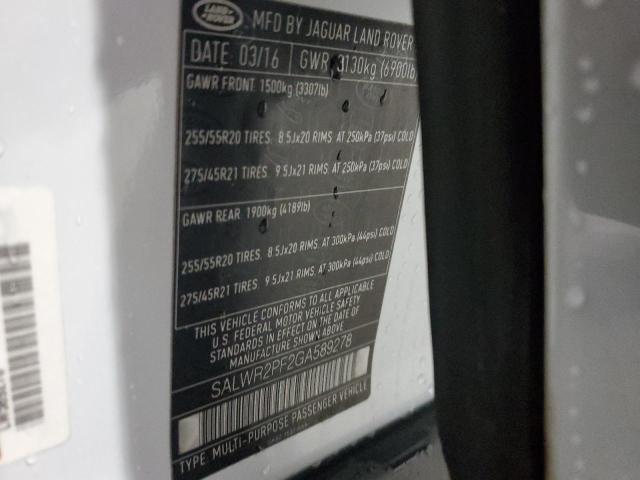 LAND ROVER
MFD BY JAGUAR LAND ROVER
DATE 03/16 GWR 3130kg (6900lb
GAWR FRONT 1500kg (3307lb)
255/55R20 TIRES. 8.5Jx20 RIMS. AT 250kPa (37psi) COLD
275/45R21 TIRES. 9.5Jx21 RIMS. AT 250kPa (37psi) COLD
GAWR REAR 1900kg (4189lb)
255/55R20 TIRES. 8.5Jx20 RIMS. AT 300kPa (44psi) COLD
275/45R21 TIRES. 9.5Jx21 RIMS. AT 300kPa (44psi) COLD
THIS VEHICLE CONFORMS TO ALL APPLICABLE
U.S. FEDERAL MOTOR VEHICLE SAFETY
STANDARDS IN EFFECT ON THE DATE OF
MANUFACTURE SHOWN ABOVE
SALWR2PF2GA589278
TYPE: MULTI-PURPOSE PASSENGER VEHICLE